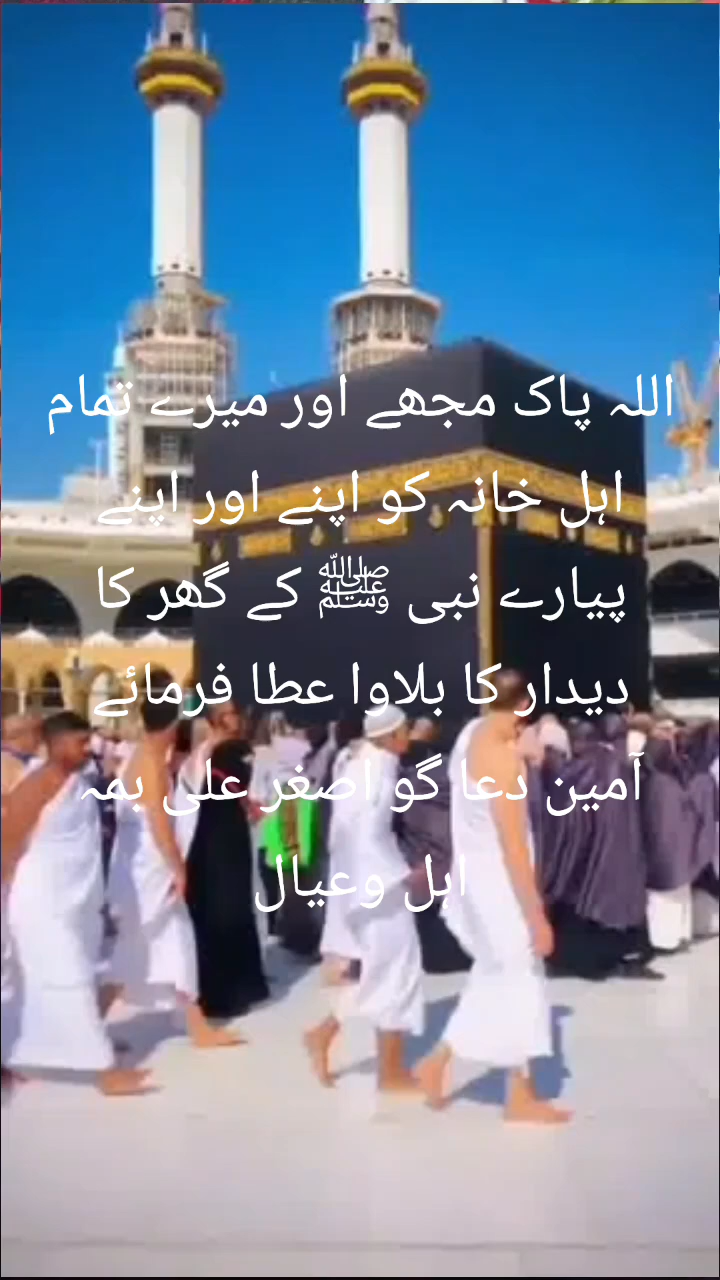 اللہ پاک مجھے اور میرے تمام
اہل خانہ کو اپنے اور اپنے
پیارے نبی ﷺ کے گھر کا
دیدار کا بلاوا عطا فرمائے
آمین دعا گو اصغر علی بمہ
اہل وعیال